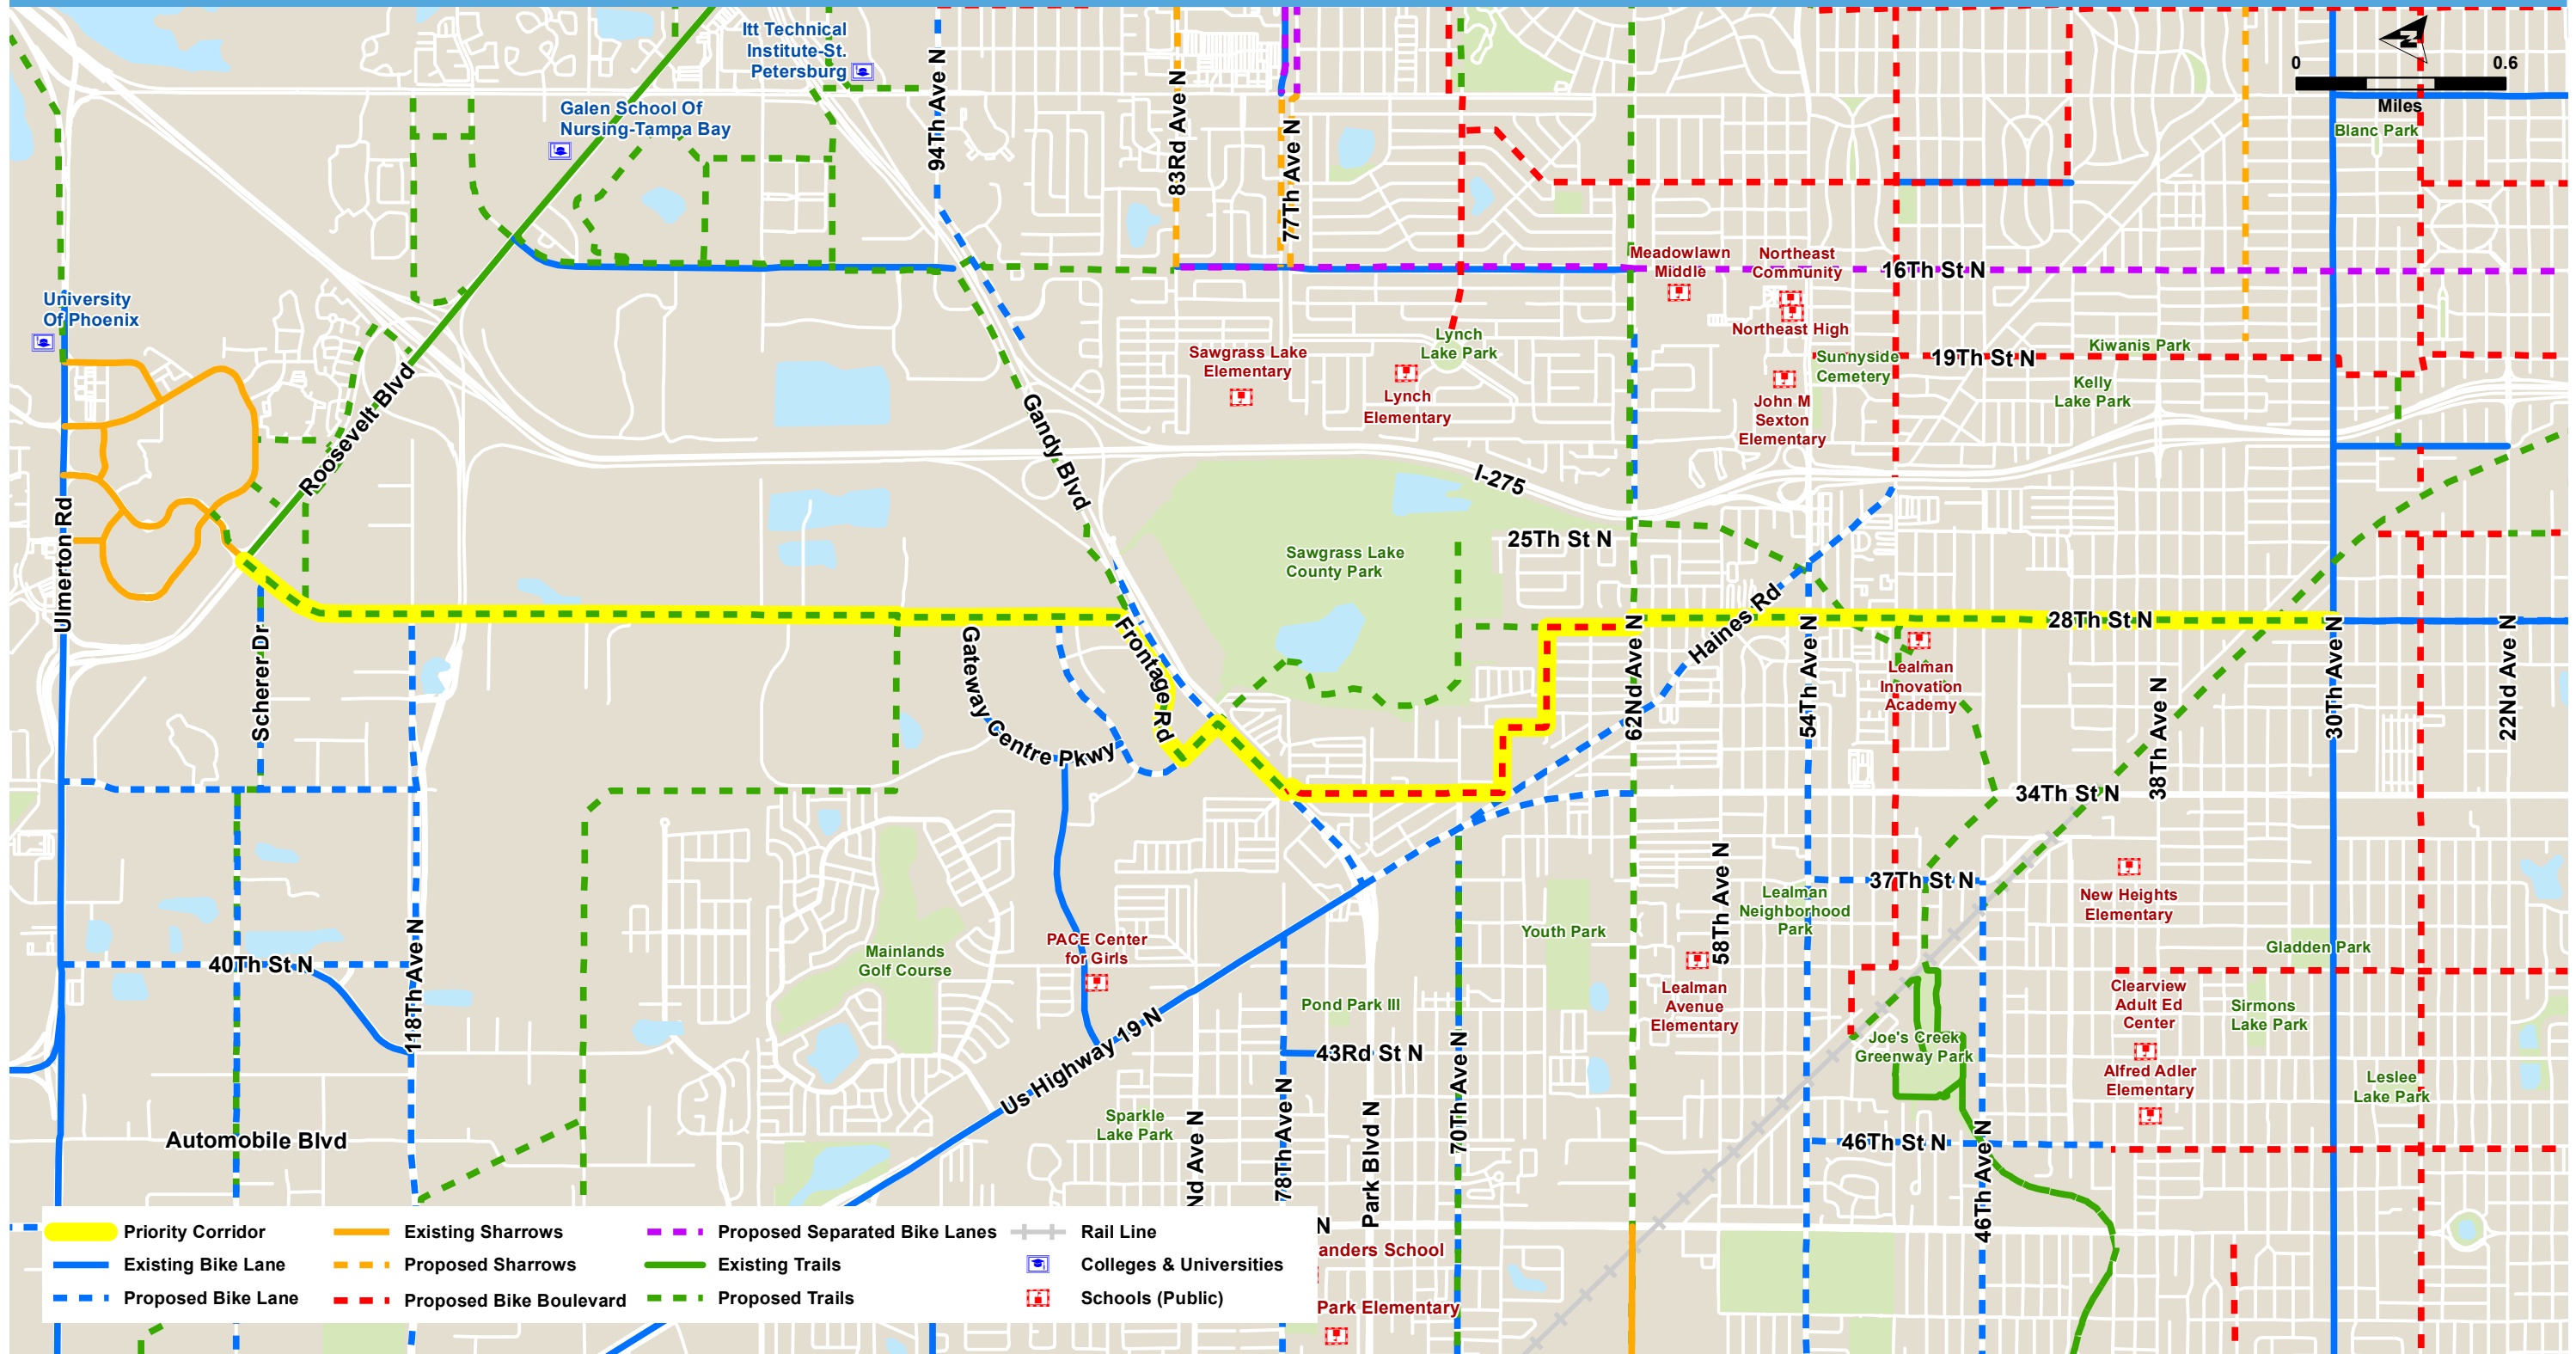 Itt Technical
Institute-St.
Petersburg
Galen School Of
Nursing-Tampa Bay
94Th Ave N
83Rd Ave N
77Th Ave N
N
0
0.6
Miles
Blanc Park
University
Of Phoenix
Meadowlawn
Middle
Northeast
Community
16Th St N
Northeast High
Sawgrass Lake
Elementary
Lynch
Lake Park
Lynch
Elementary
Sunnyside
Cemetery
19Th St N
Kiwanis Park
Kelly
Lake Park
John M
Sexton
Elementary
Roosevelt Blvd
Gandy Blvd
I-275
Ulmerton Rd
25Th St N
Sawgrass Lake
County Park
Scherer Dr
Gateway Centre Pkwy
Frontage Rd
62Nd Ave N
Haines Rd
54Th Ave N
28Th St N
30Th Ave N
22Nd Ave N
Lealman
Innovation
Academy
38Th Ave N
34Th St N
58Th Ave N
37Th St N
Lealman
Neighborhood
Park
New Heights
Elementary
Youth Park
Gladden Park
40Th St N
118Th Ave N
Mainlands
Golf Course
PACE Center
for Girls
Pond Park III
Lealman
Avenue
Elementary
Clearview
Adult Ed
Center
Sirmons
Lake Park
Us Highway 19 N
43Rd St N
Joe's Creek
Greenway Park
Alfred Adler
Elementary
Leslee
Lake Park
Automobile Blvd
Sparkle
Lake Park
Nd Ave N
78Th Ave N
Park Blvd N
70Th Ave N
46Th St N
46Th Ave N
N
anders School
Park Elementary
Priority Corridor
Existing Bike Lane
Proposed Bike Lane
Existing Sharrows
Proposed Sharrows
Proposed Bike Boulevard
Proposed Separated Bike Lanes
Existing Trails
Proposed Trails
Rail Line
Colleges & Universities
Schools (Public)